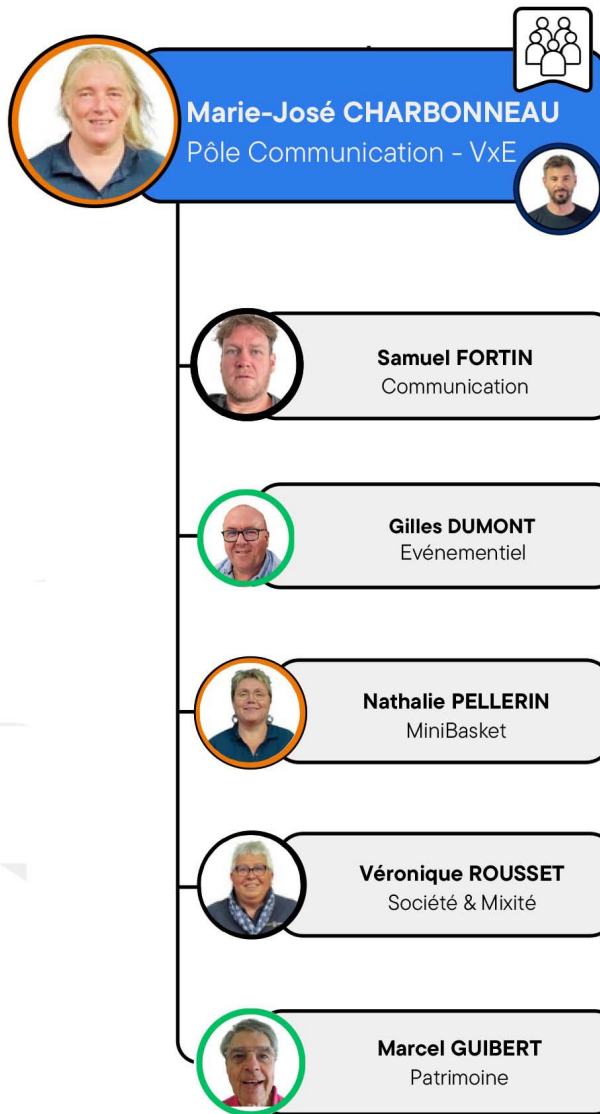 Marie-José CHARBONNEAU
Pôle Communication - VxE
Samuel FORTIN
Communication
Gilles DUMONT
Evénementiel
Nathalie PELLERIN
MiniBasket
Véronique ROUSSET
Société & Mixité
Marcel GUIBERT
Patrimoine